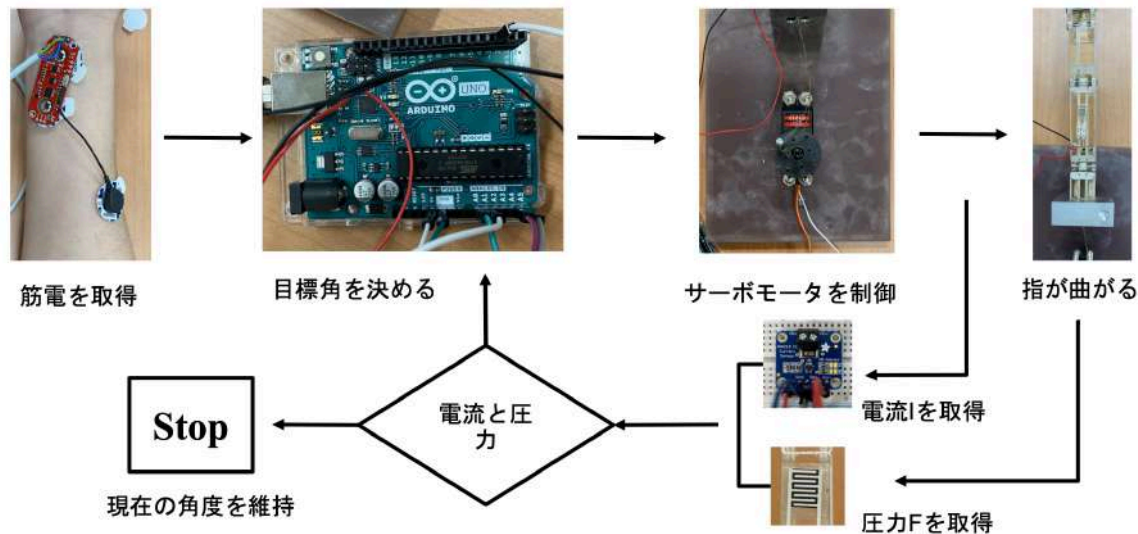 UNO
ARDUINO
筋電を取得
目標角を決める
サーボモータを制御
指が曲がる
Stop
電流と圧
力
電流Iを取得
現在の角度を維持
圧力Fを取得